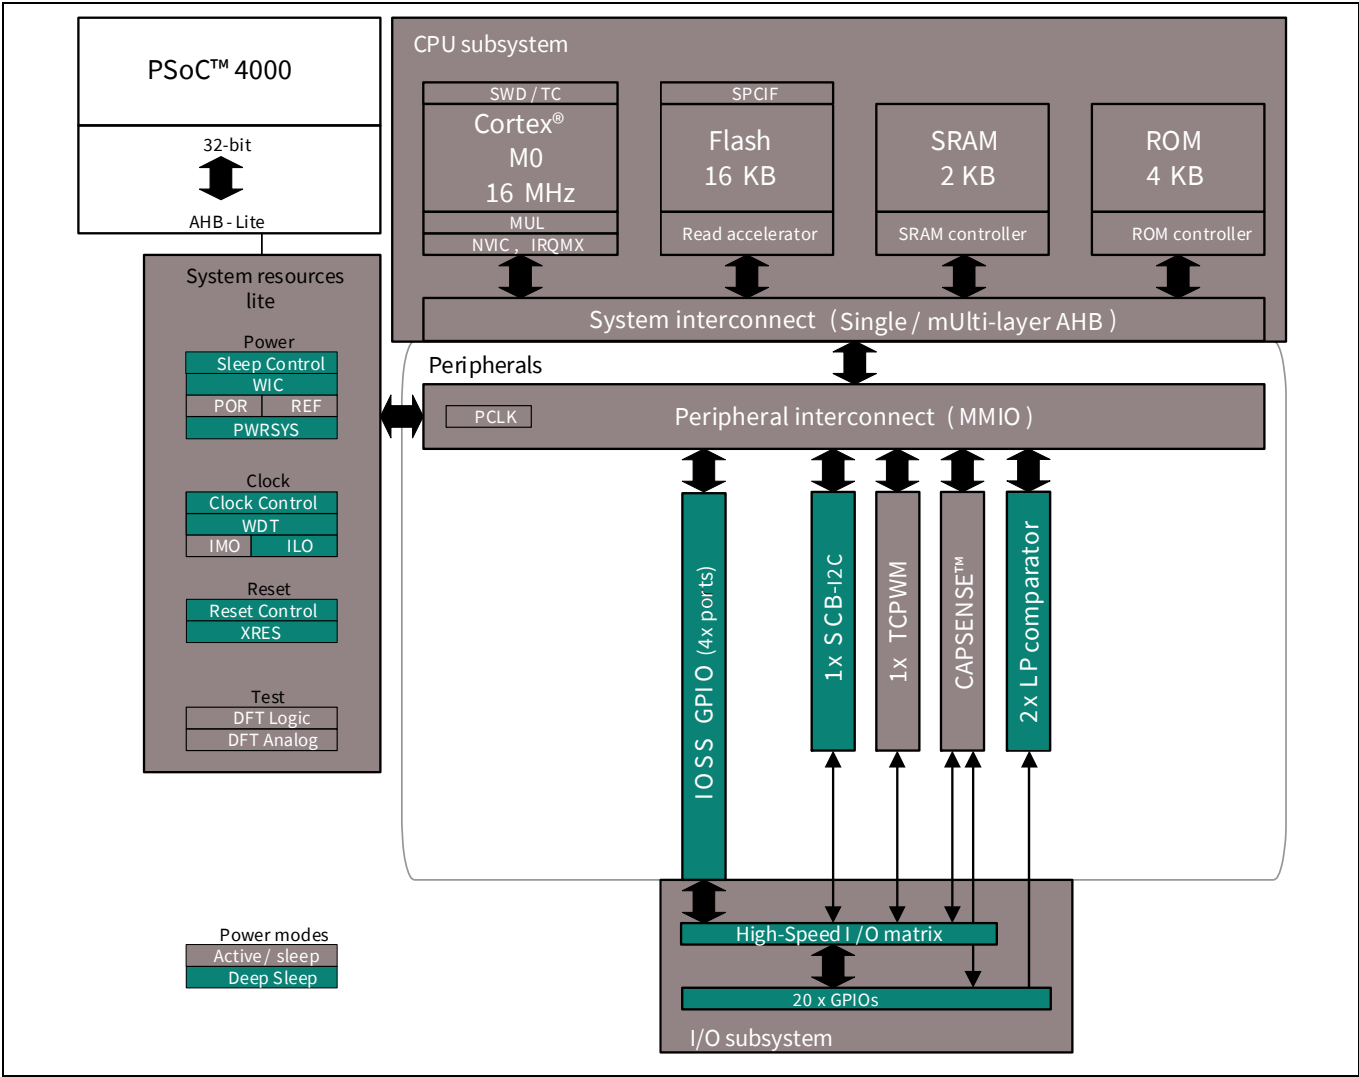 PSoC™ 4000
32-bit
AHB - Lite
CPU subsystem
SWD / TC
Cortex®
M0
16 MHz
MUL
NVIC , IRQMX
SPCIF
Flash
16 KB
Read accelerator
SRAM
2 KB
SRAM controller
ROM
4 KB
ROM controller
System interconnect (Single / mUlti-layer AHB )
System resources
lite
Power
Sleep Control
WIC
POR REF
PWRSYS
Clock
Clock Control
WDT
IMO ILO
Reset
Reset Control
XRES
Test
DFT Logic
DFT Analog
Peripherals
PCLK
Peripheral interconnect (MMIO)
IOSS GPIO (4x ports)
1x SCB-I2C
1x TCPWM
CAPSENSE™
2x LP comparator
High-Speed I /O matrix
20 x GPIOs
I/O subsystem
Power modes
Active / sleep
Deep Sleep